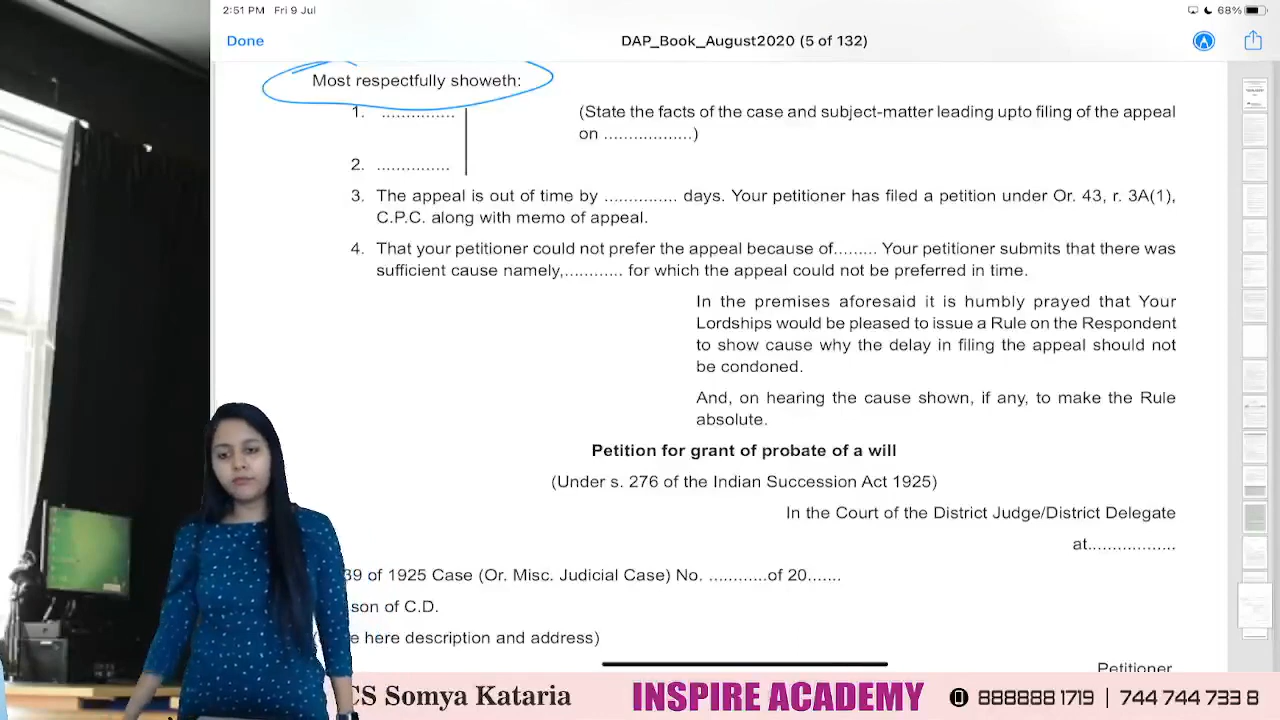 2:51 PM Fri 9 Jul
68%
Done
DAP_Book_August2020 (5 of 132)
Most respectfully showeth:
1. ...............
(State the facts of the case and subject-matter leading upto filing of the appeal
on ..................)
2. ...............
3. The appeal is out of time by ............... days. Your petitioner has filed a petition under Or. 43, r. 3A(1),
C.P.C. along with memo of appeal.
4. That your petitioner could not prefer the appeal because of......... Your petitioner submits that there was
sufficient cause namely,............ for which the appeal could not be preferred in time.
In the premises aforesaid it is humbly prayed that Your
Lordships would be pleased to issue a Rule on the Respondent
to show cause why the delay in filing the appeal should not
be condoned.
And, on hearing the cause shown, if any, to make the Rule
absolute.
Petition for grant of probate of a will
(Under s. 276 of the Indian Succession Act 1925)
In the Court of the District Judge/District Delegate
at..................
39 of 1925 Case (Or. Misc. Judicial Case) No. ............of 20.......
son of C.D.
here description and address)
Petitioner
CS Somya Kataria
INSPIRE ACADEMY
888888 1719 | 744 744 733 8